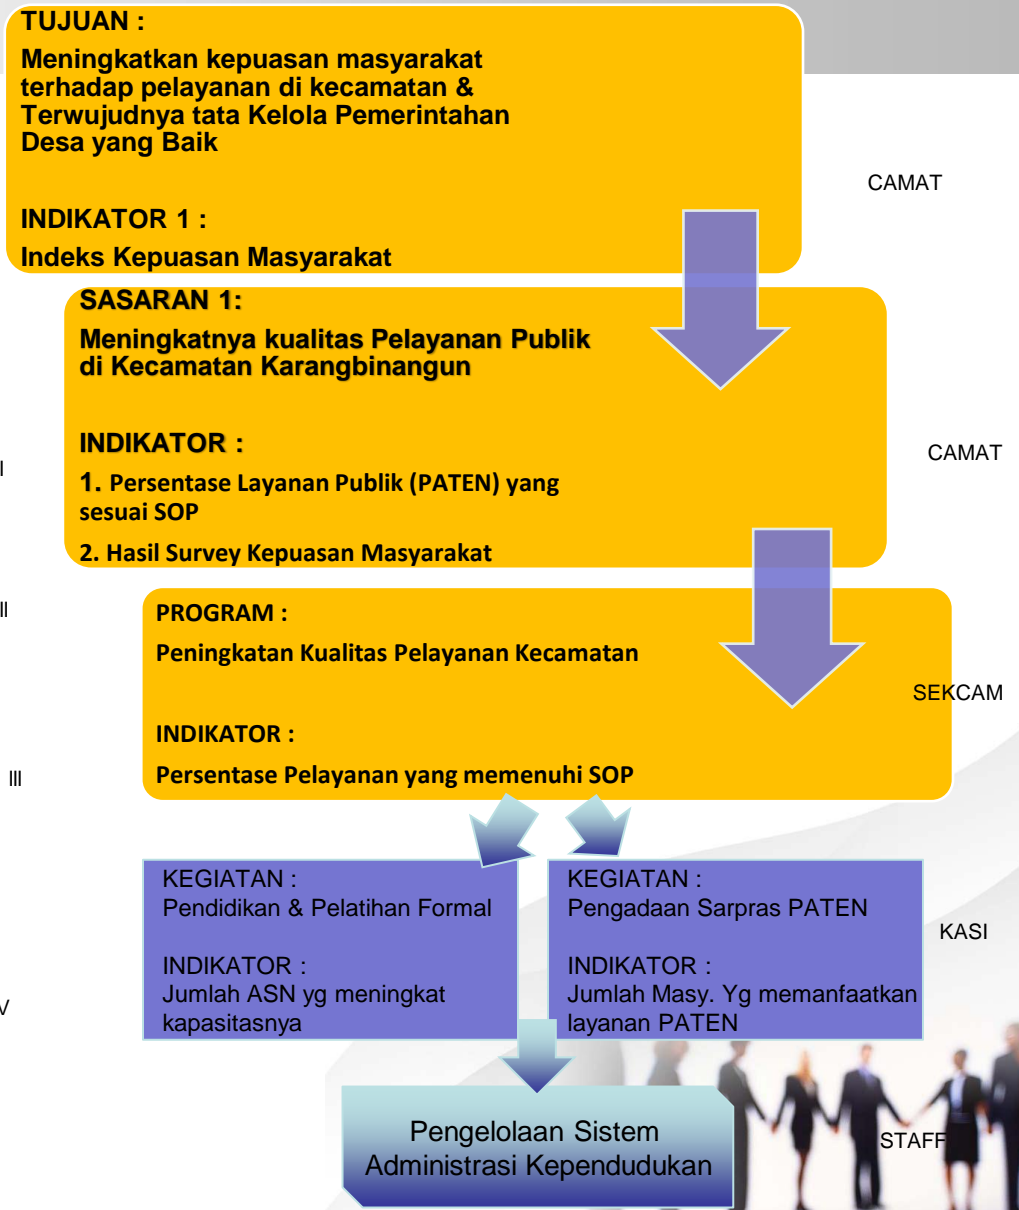 TUJUAN :
Meningkatkan kepuasan masyarakat
terhadap pelayanan di kecamatan &
Terwujudnya tata Kelola Pemerintahan
Desa yang Baik
CAMAT
INDIKATOR 1 :
Indeks Kepuasan Masyarakat
SASARAN 1:
Meningkatnya kualitas Pelayanan Publik
di Kecamatan Karangbinangun
INDIKATOR :
CAMAT
I
1. Persentase Layanan Publik (PATEN) yang
sesuai SOP
2. Hasil Survey Kepuasan Masyarakat
II
PROGRAM :
Peningkatan Kualitas Pelayanan Kecamatan
SEKCAM
INDIKATOR :
Persentase Pelayanan yang memenuhi SOP
III
KEGIATAN :
Pendidikan & Pelatihan Formal
INDIKATOR :
Jumlah ASN yg meningkat
kapasitasnya
KEGIATAN :
Pengadaan Sarpras PATEN
INDIKATOR :
Jumlah Masy. Yg memanfaatkan
layanan PATEN
KASI
V
Pengelolaan Sistem
Administrasi Kependudukan
STAFF